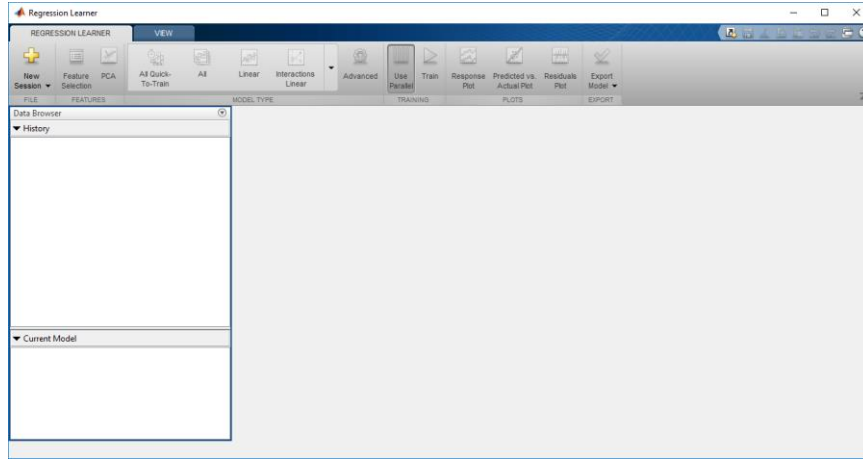 Regression Learner
REGRESSION LEARNER VIEW
New Session
Feature Selection
PCA
All Quick-To-Train
All
Linear
Interactions Linear
Advanced
Use Parallel
Train
Response Plot
Predicted vs. Actual Plot
Residuals Plot
Export Model
FILE FEATURES MODEL TYPE TRAINING PLOTS EXPORT
Data Browser
History
Current Model